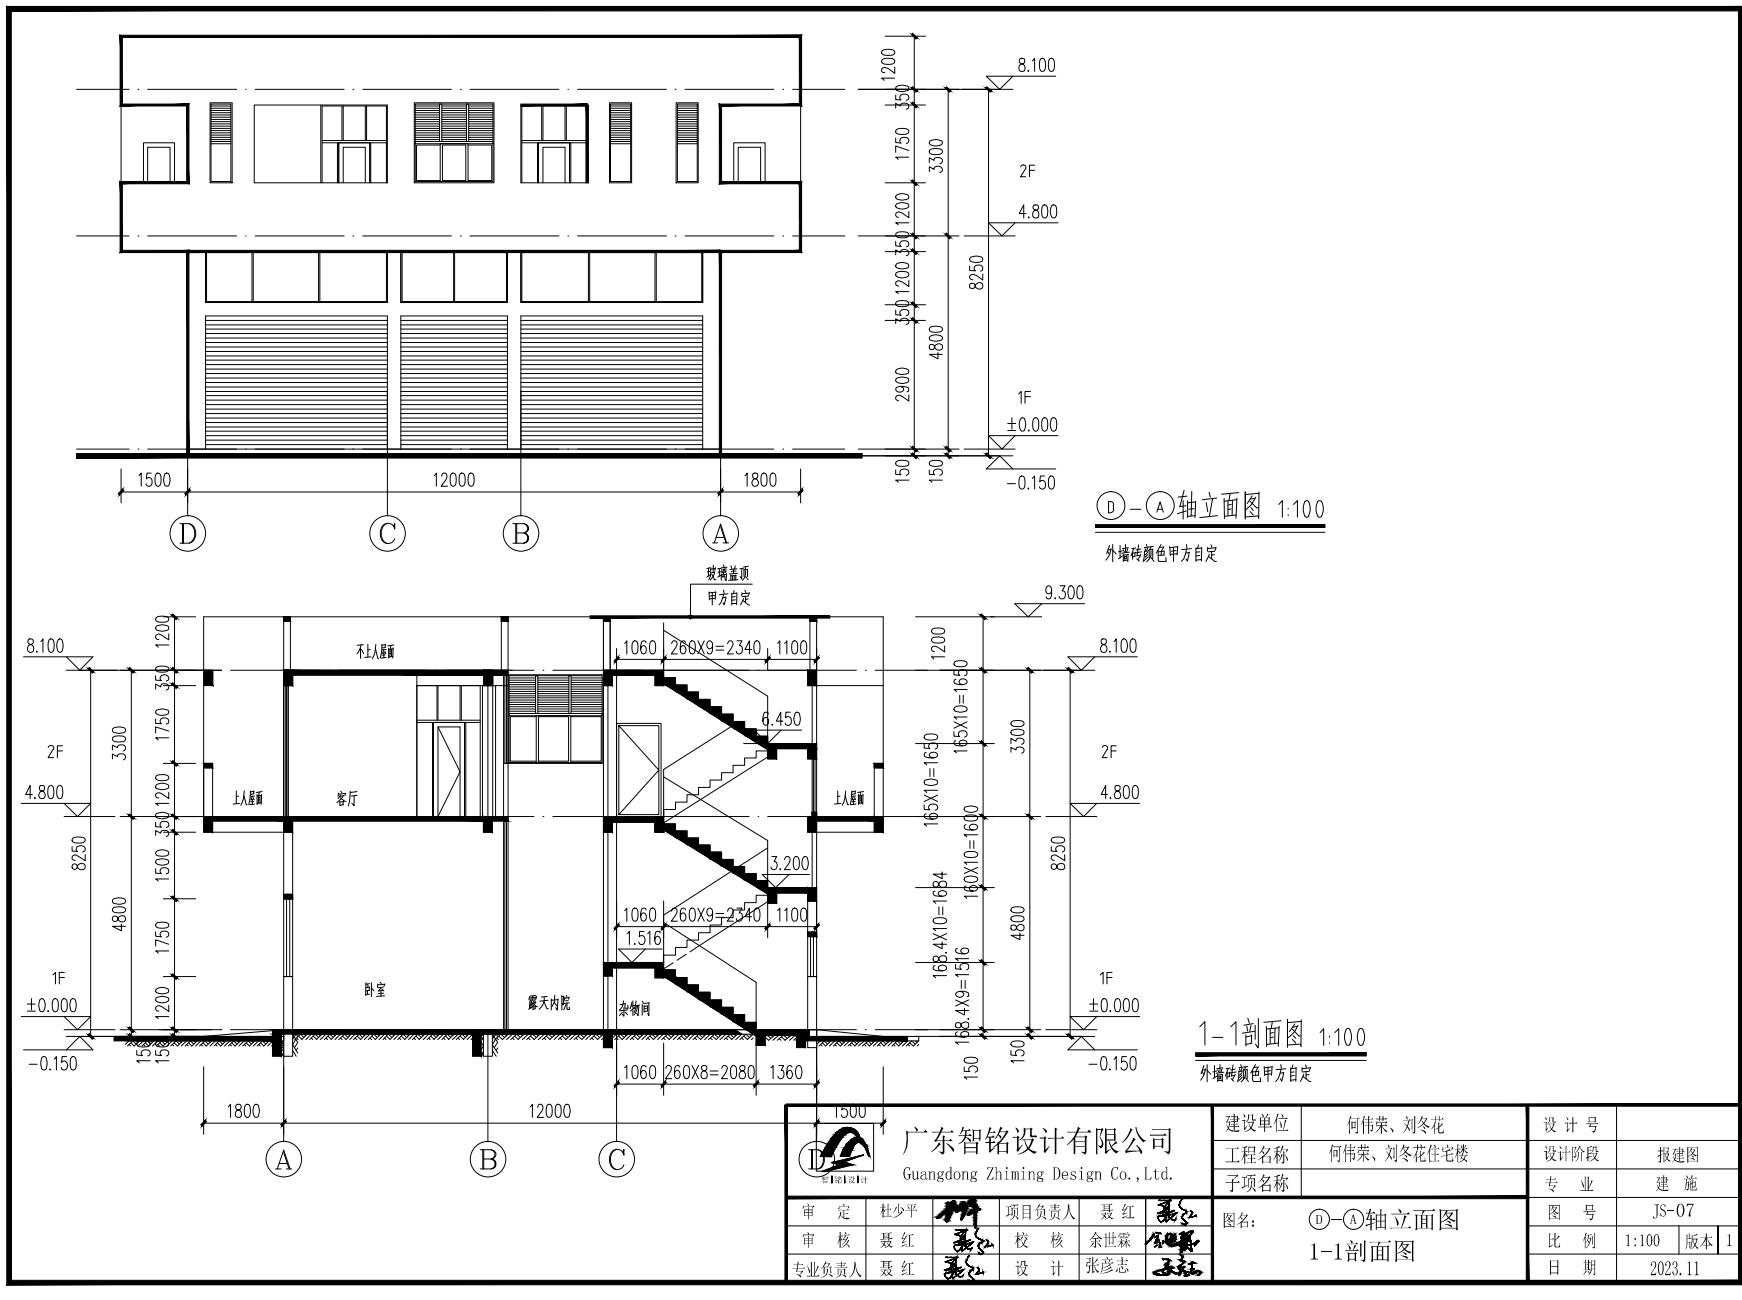 1200
8.100
350
1750
3300
2F
1200
4.800
350
1200
8250
350
4800
2900
1F
±0.000
150
150
-0.150
1500
12000
1800
D
C
B
A
D-A轴立面图 1:100
外墙砖颜色甲方自定
玻璃盖顶
甲方自定
9.300
1200
8.100
不上人屋面
1060
260X9=2340
1100
1200
8.100
350
1750
3300
2F
1200
4.800
350
8250
1500
4800
1750
1F
±0.000
1200
150
150
-0.150
上人屋面
客厅
6.450
上人屋面
3.200
1060
260X9=2340
1100
1.516
卧室
露天内院
杂物间
165X10=1650
165X10=1650
3300
2F
4.800
160X10=1600
8250
168.4X10=1684
4800
168.4X9=1516
1F
±0.000
150
150
-0.150
1060
260X8=2080
1360
1800
12000
1500
A
B
C
D
1-1剖面图 1:100
外墙砖颜色甲方自定
智铭设计
广东智铭设计有限公司
Guangdong Zhiming Design Co.,Ltd.
审 定 杜少平 项目负责人 聂 红
审 核 聂 红 校 核 余世霖
专业负责人 聂 红 设 计 张彦志
建设单位 何伟荣、刘冬花
工程名称 何伟荣、刘冬花住宅楼
子项名称
图名: D-A轴立面图
1-1剖面图
设 计 号
设计阶段 报建图
专 业 建 施
图 号 JS-07
比 例 1:100 版本 1
日 期 2023.11